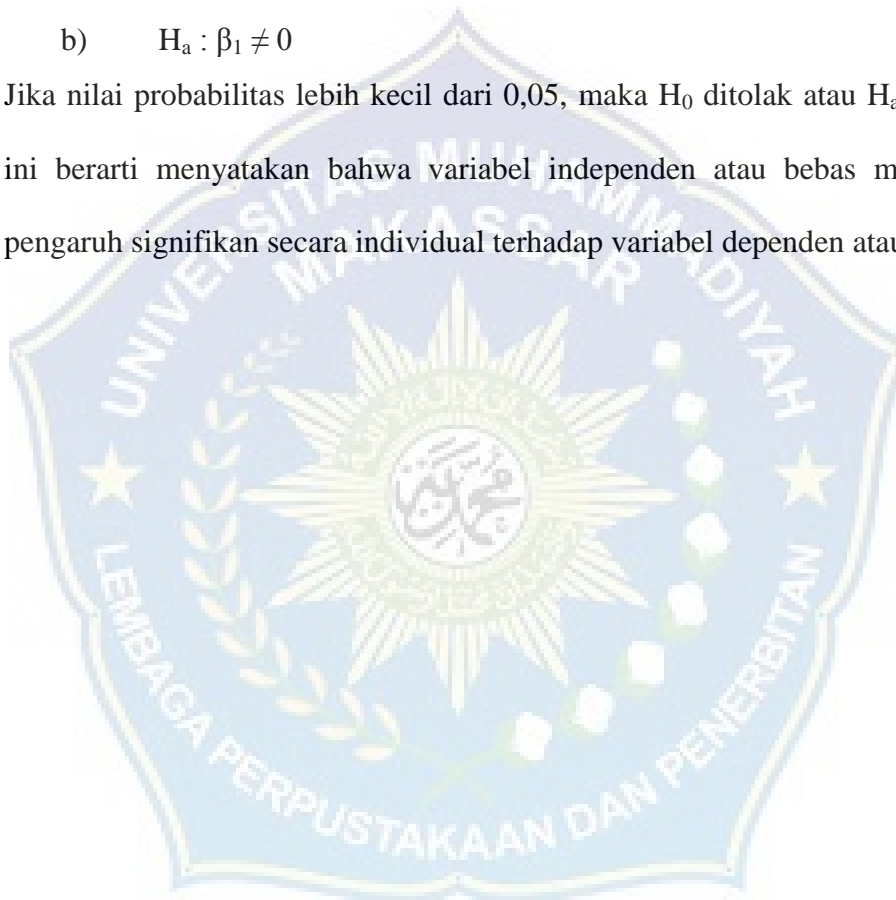 b) Hₐ : β₁ ≠ 0
Jika nilai probabilitas lebih kecil dari 0,05, maka H₀ ditolak atau Hₐ
ini berarti menyatakan bahwa variabel independen atau bebas m
pengaruh signifikan secara individual terhadap variabel dependen atau
UNIVERSITAS MUHAMMADIYAH
MAKASSAR
محمد
LEMBAGA PERPUSTAKAAN DAN PENERBITAN